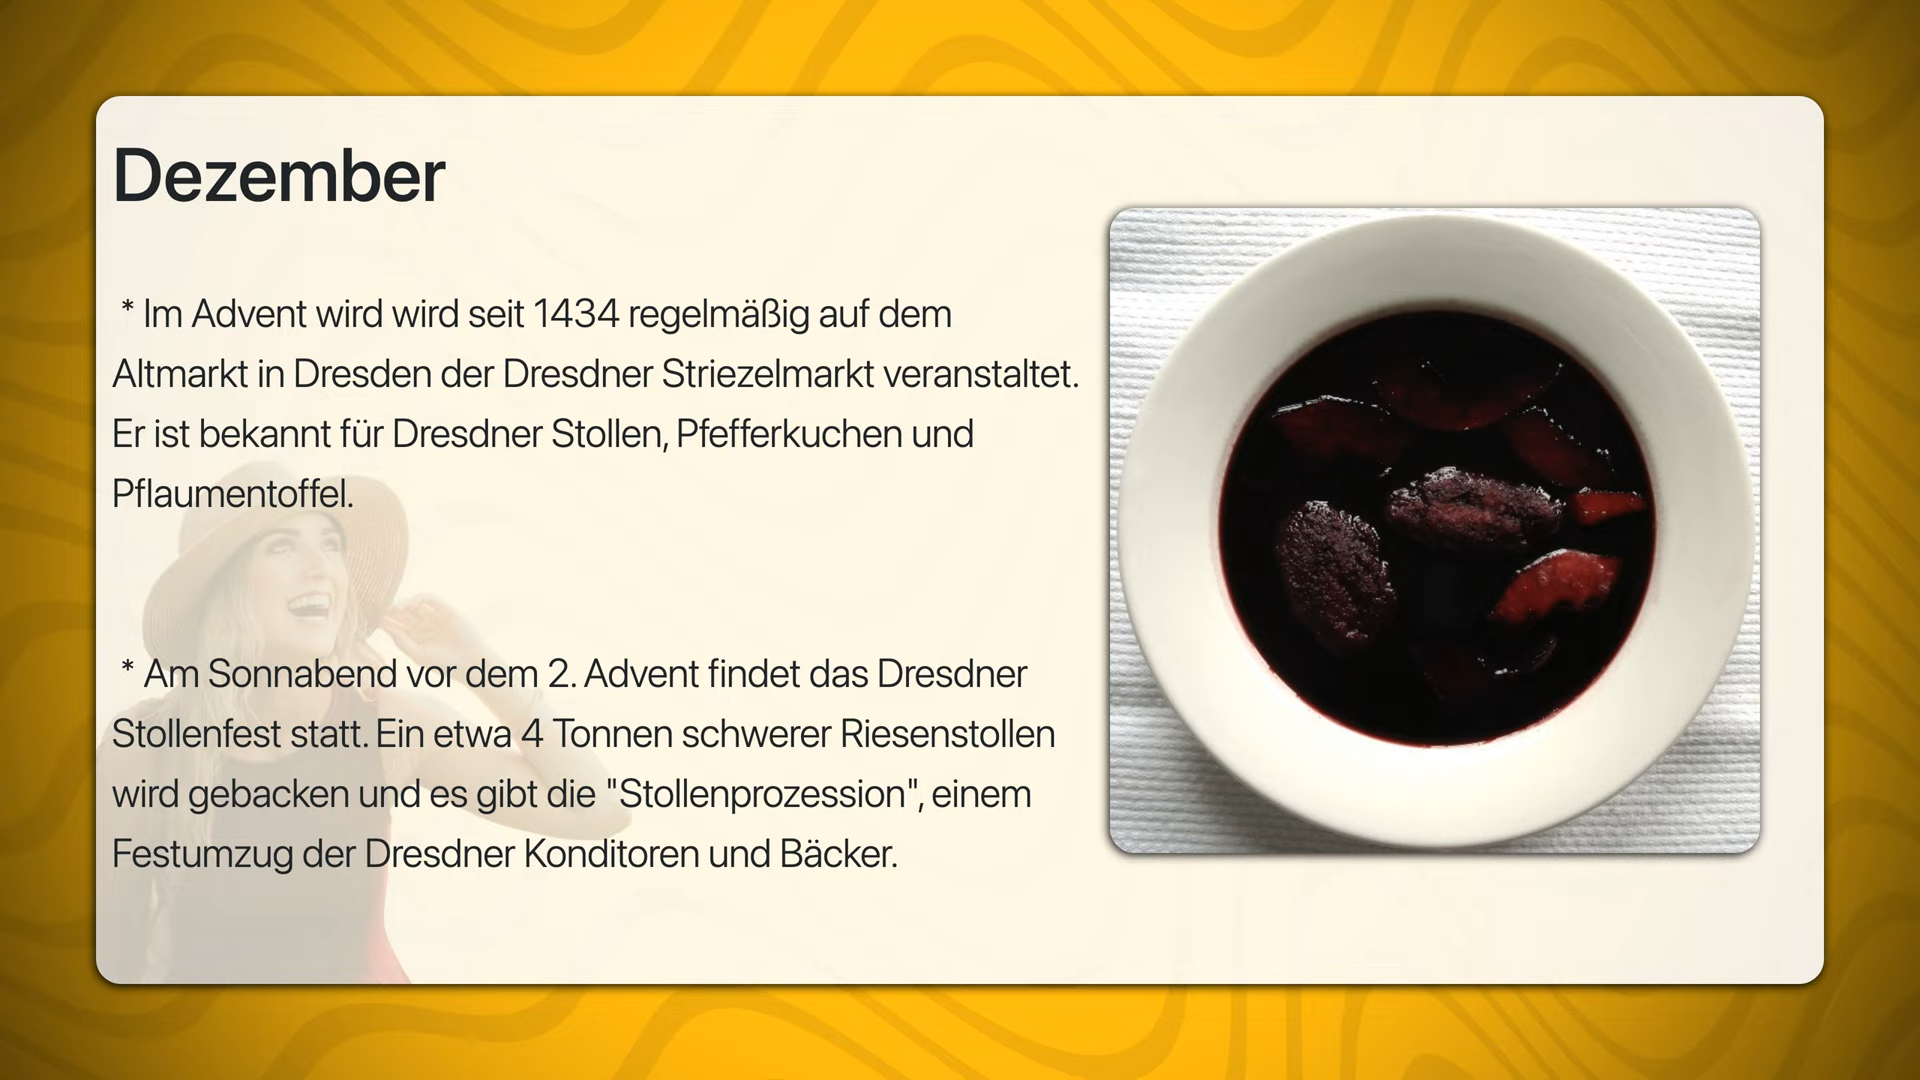 Dezember
* Im Advent wird wird seit 1434 regelmäßig auf dem
Altmarkt in Dresden der Dresdner Striezelmarkt veranstaltet.
Er ist bekannt für Dresdner Stollen, Pfefferkuchen und
Pflaumentoffel.
* Am Sonnabend vor dem 2. Advent findet das Dresdner
Stollenfest statt. Ein etwa 4 Tonnen schwerer Riesenstollen
wird gebacken und es gibt die "Stollenprozession", einem
Festumzug der Dresdner Konditoren und Bäcker.